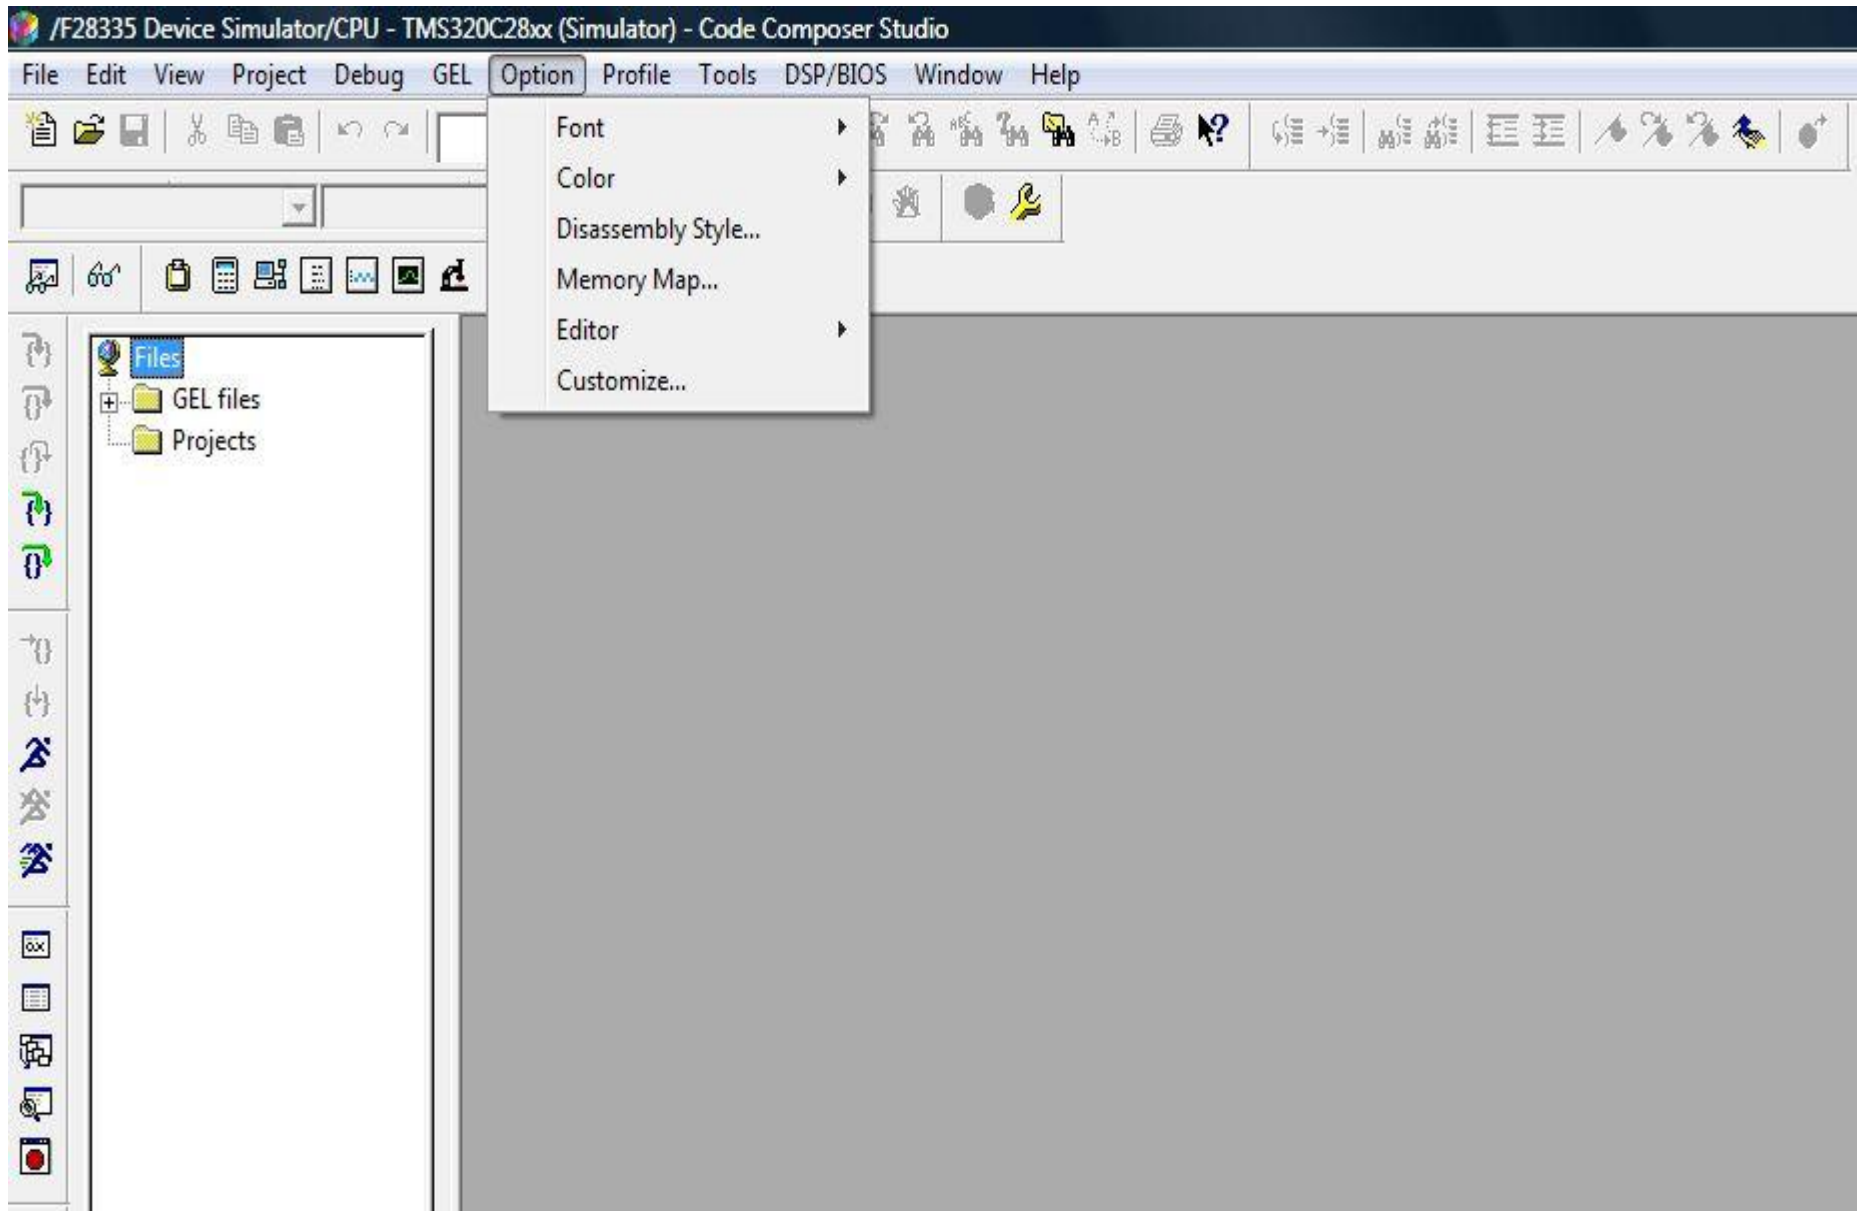 /F28335 Device Simulator/CPU - TMS320C28xx (Simulator) - Code Composer Studio
File Edit View Project Debug GEL Option Profile Tools DSP/BIOS Window Help
Font
Color
Disassembly Style...
Memory Map...
Editor
Customize...
Files
GEL files
Projects